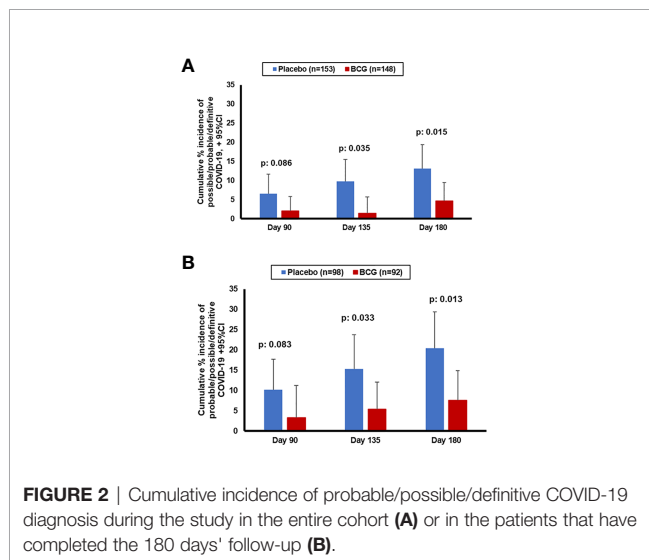 A
Placebo (n=153) BCG (n=148)
Cumulative % incidence of
possible/probable/definitive
COVID-19, + 95%CI
35
30
25
20
15
10
5
0
p: 0.086
p: 0.035
p: 0.015
Day 90 Day 135 Day 180
B
Placebo (n=98) BCG (n=92)
Cumulative % incidence of
probable/possible/definitive
COVID-19 +95%CI
35
30
25
20
15
10
5
0
p: 0.083
p: 0.033
p: 0.013
Day 90 Day 135 Day 180
FIGURE 2 | Cumulative incidence of probable/possible/definitive COVID-19
diagnosis during the study in the entire cohort (A) or in the patients that have
completed the 180 days' follow-up (B).